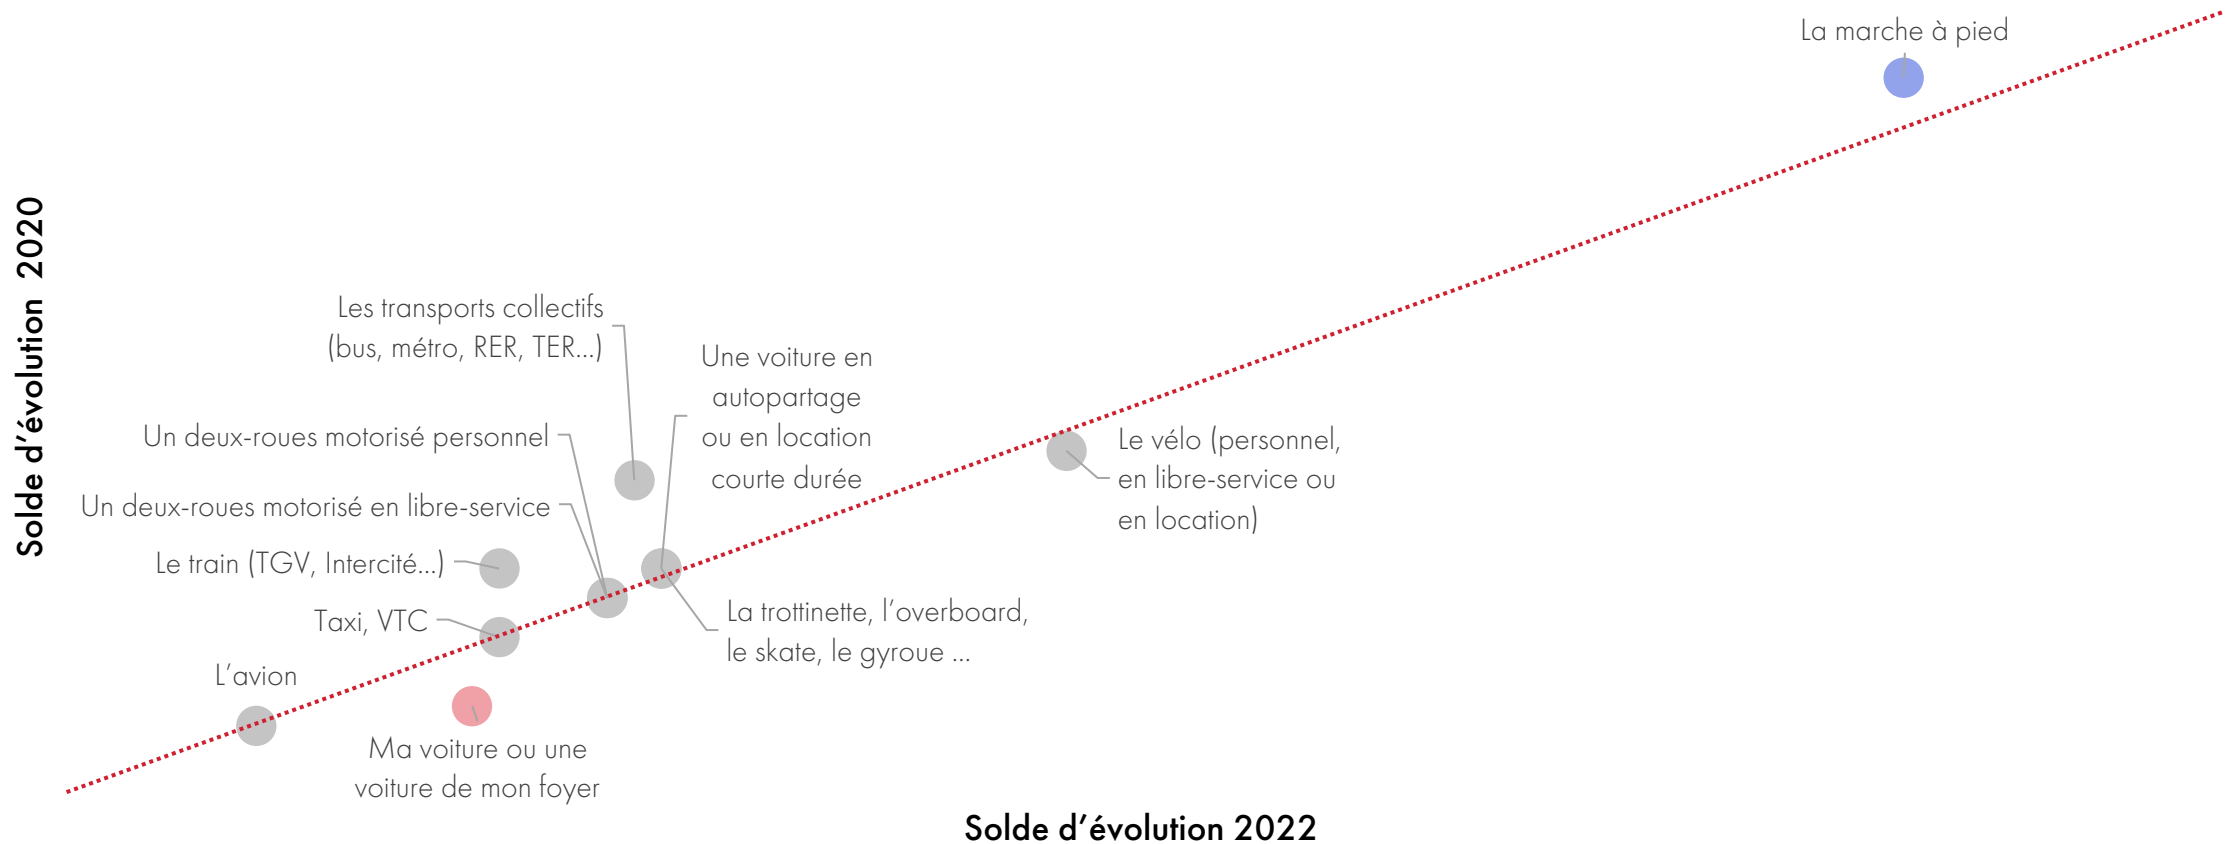 La marche à pied
Solde d'évolution 2020
Les transports collectifs
(bus, métro, RER, TER...)
Une voiture en
autopartage
ou en location
courte durée
Un deux-roues motorisé personnel
Le vélo (personnel,
en libre-service ou
en location)
Un deux-roues motorisé en libre-service
Le train (TGV, Intercité...)
Taxi, VTC
La trottinette, l'overboard,
le skate, le gyroue ...
L'avion
Ma voiture ou une
voiture de mon foyer
Solde d'évolution 2022